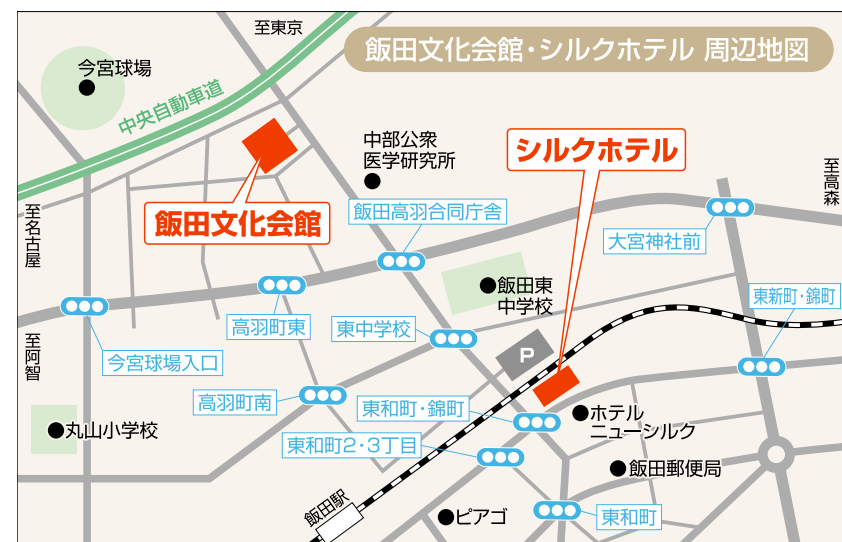 至東京
飯田文化会館・シルクホテル 周辺地図
今宮球場
中央自動車道
中部公衆
医学研究所
シルクホテル
至高森
至名古屋
飯田文化会館
飯田高羽合同庁舎
大宮神社前
飯田東
中学校
東新町・錦町
高羽町東
東中学校
至阿智
今宮球場入口
P
高羽町南
東和町・錦町
ホテル
ニューシルク
丸山小学校
東和町2・3丁目
飯田郵便局
飯田駅
ピアゴ
東和町